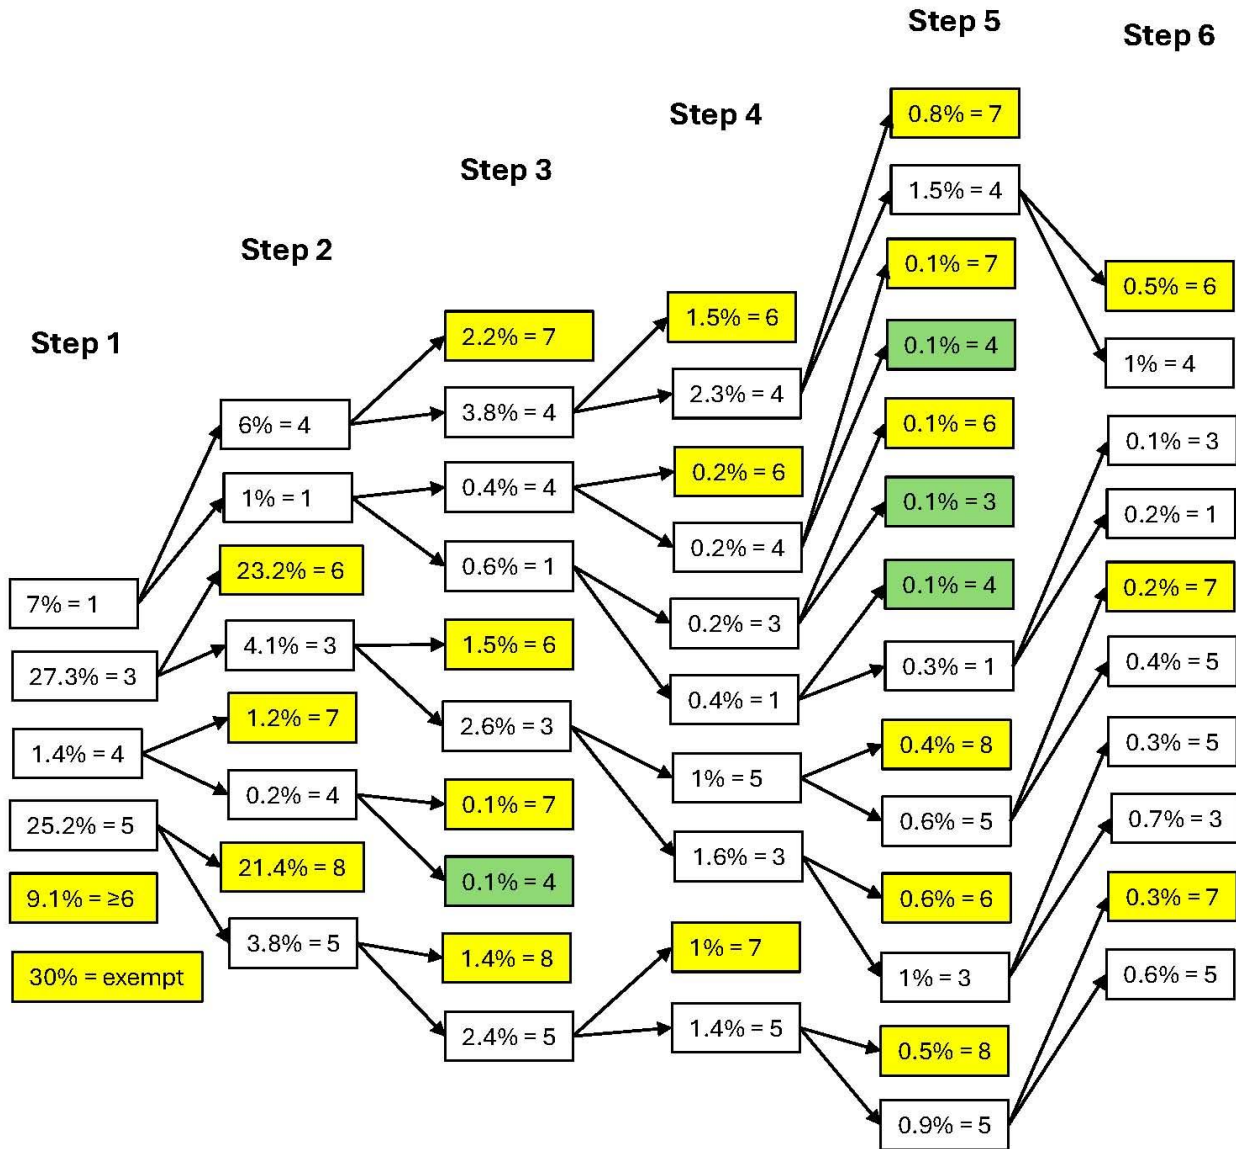 Step 1
7% = 1
27.3% = 3
1.4% = 4
25.2% = 5
9.1% = ≥6
30% = exempt
Step 2
6% = 4
1% = 1
23.2% = 6
4.1% = 3
1.2% = 7
0.2% = 4
21.4% = 8
3.8% = 5
Step 3
2.2% = 7
3.8% = 4
0.4% = 4
0.6% = 1
1.5% = 6
2.6% = 3
0.1% = 7
0.1% = 4
1.4% = 8
2.4% = 5
Step 4
1.5% = 6
2.3% = 4
0.2% = 6
0.2% = 4
0.2% = 3
0.4% = 1
1% = 5
1.6% = 3
1% = 7
1.4% = 5
Step 5
0.8% = 7
1.5% = 4
0.1% = 7
0.1% = 4
0.1% = 6
0.1% = 3
0.1% = 4
0.3% = 1
0.4% = 8
0.6% = 5
0.6% = 6
1% = 3
0.5% = 8
0.9% = 5
Step 6
0.5% = 6
1% = 4
0.1% = 3
0.2% = 1
0.2% = 7
0.4% = 5
0.3% = 5
0.7% = 3
0.3% = 7
0.6% = 5